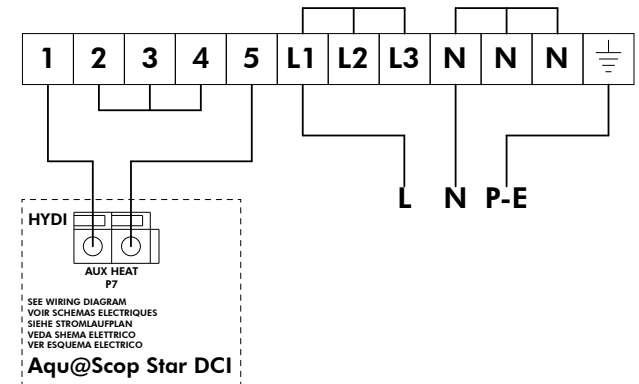 1 2 3 4 5 L1 L2 L3 N N N
L N P-E
HYDI
AUX HEAT
P7
SEE WIRING DIAGRAM
VOIR SCHEMAS ELECTRIQUES
SIEHE STROMLAUFPLAN
VEDA SHEMA ELETTRICO
VER ESQUEMA ELECTRICO
Aqu@Scop Star DCI